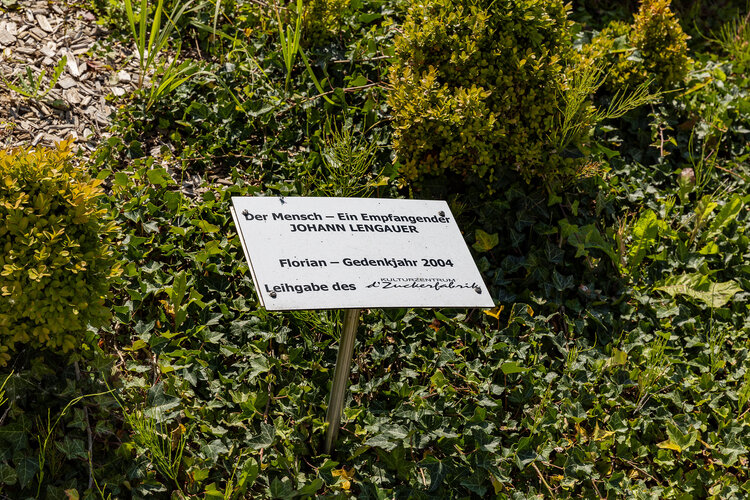 Der Mensch – Ein Empfangender
JOHANN LENGAUER
Florian – Gedenkjahr 2004
Leihgabe des KULTURZENTRUM d'Zuckerfabrik